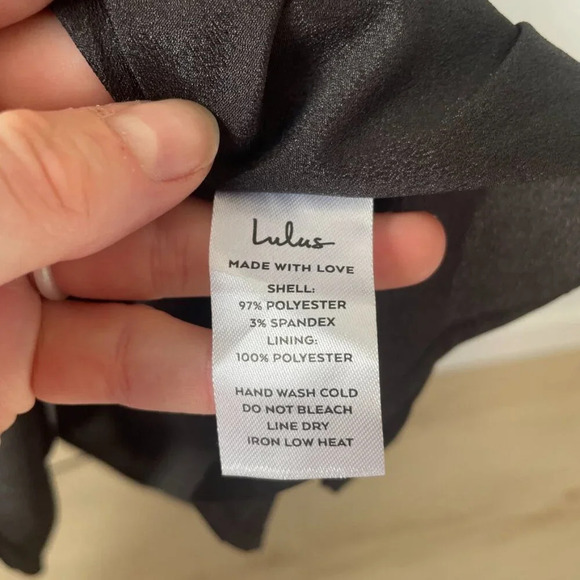 Lulus
MADE WITH LOVE
SHELL:
97% POLYESTER
3% SPANDEX
LINING:
100% POLYESTER
HAND WASH COLD
DO NOT BLEACH
LINE DRY
IRON LOW HEAT